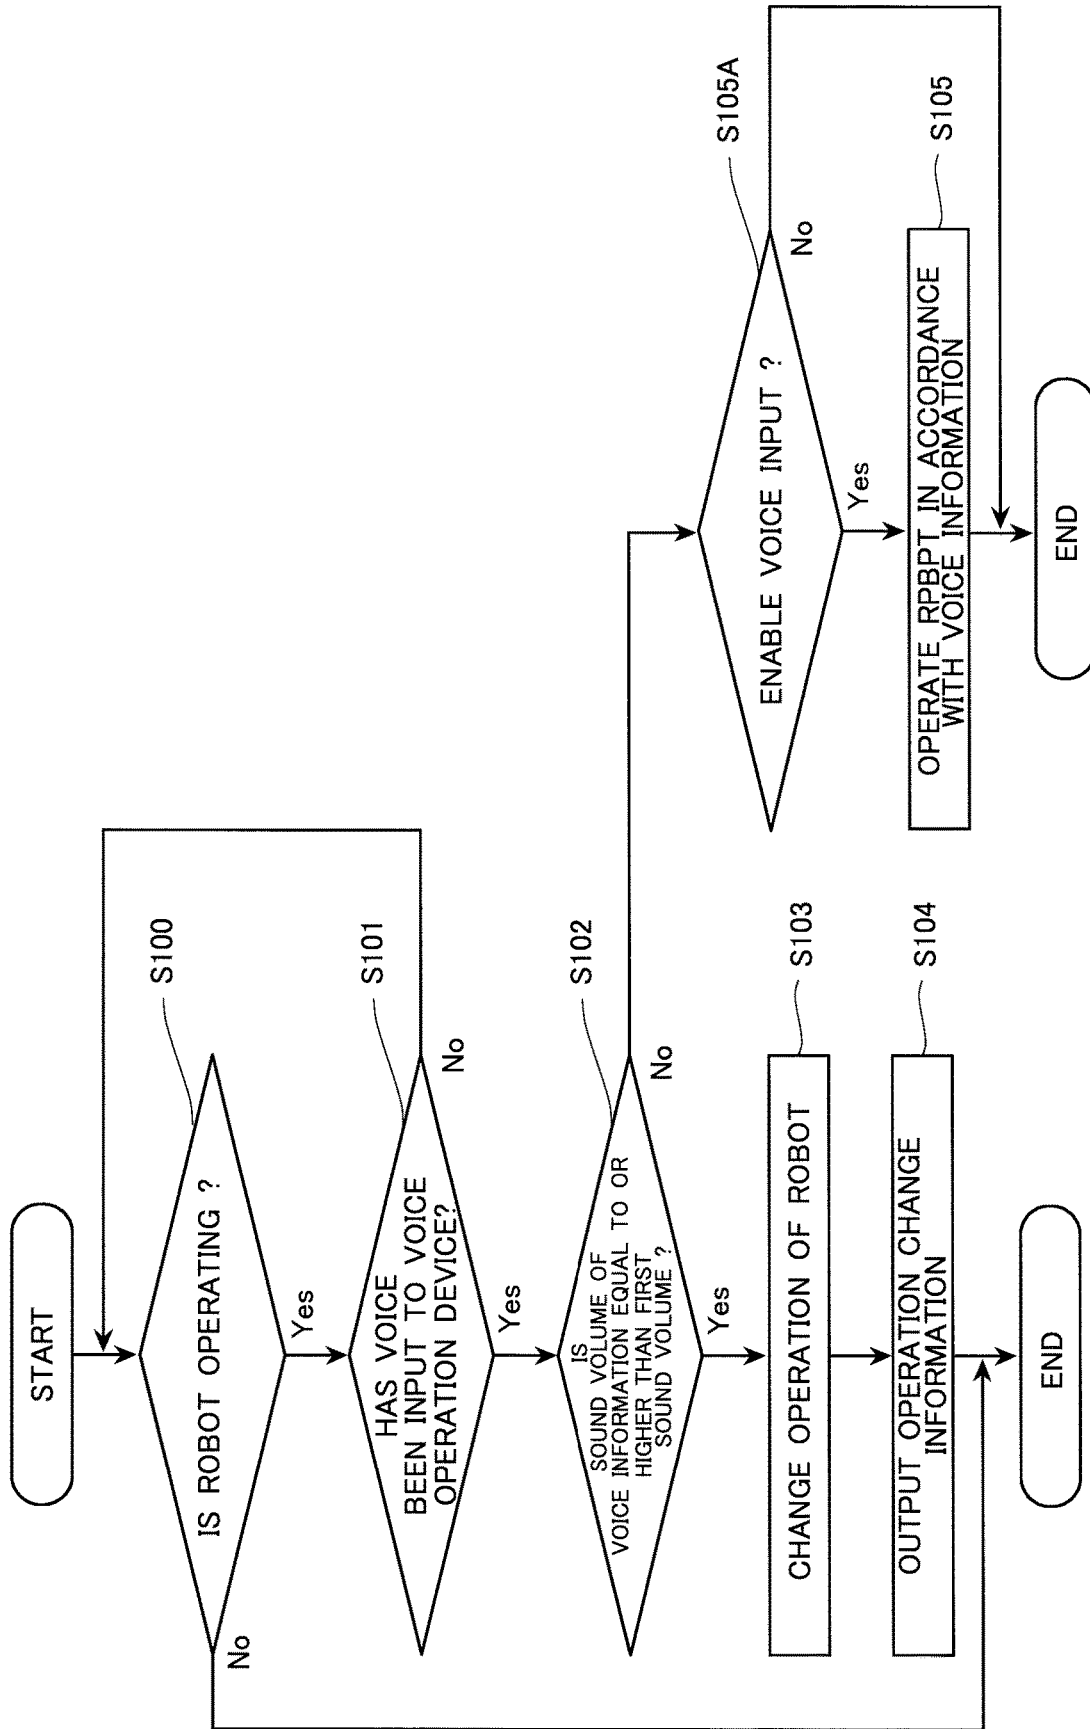 START
IS ROBOT OPERATING ?
S100
No
Yes
HAS VOICE
BEEN INPUT TO VOICE
OPERATION DEVICE?
S101
No
Yes
IS
SOUND VOLUME OF
VOICE INFORMATION EQUAL TO OR
HIGHER THAN FIRST
SOUND VOLUME ?
S102
No
Yes
CHANGE OPERATION OF ROBOT
S103
OUTPUT OPERATION CHANGE
INFORMATION
S104
END
ENABLE VOICE INPUT ?
S105A
No
Yes
OPERATE RPBPT IN ACCORDANCE
WITH VOICE INFORMATION
S105
END